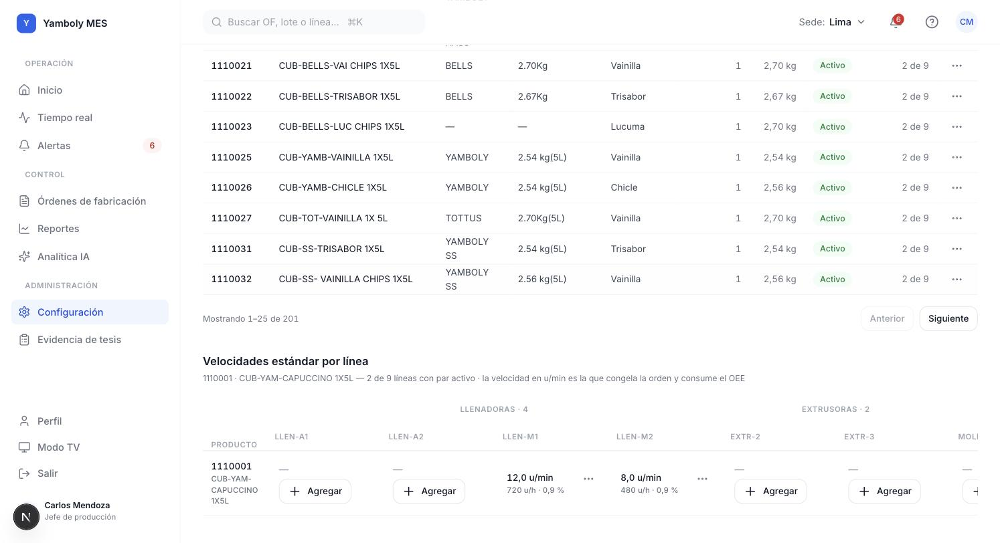 Y Yamboly MES
Buscar OF, lote o línea... ⌘K
Sede: Lima
6
CM
OPERACIÓN
Inicio
Tiempo real
Alertas 6
CONTROL
Órdenes de fabricación
Reportes
Analítica IA
ADMINISTRACIÓN
Configuración
Evidencia de tesis
Perfil
Modo TV
Salir
N
Carlos Mendoza
Jefe de producción
1110021 CUB-BELLS-VAI CHIPS 1X5L BELLS 2.70Kg Vainilla 1 2,70 kg Activo 2 de 9
1110022 CUB-BELLS-TRISABOR 1X5L BELLS 2.67Kg Trisabor 1 2,67 kg Activo 2 de 9
1110023 CUB-BELLS-LUC CHIPS 1X5L — — Lucuma 1 2,70 kg Activo 2 de 9
1110025 CUB-YAMB-VAINILLA 1X5L YAMBOLY 2.54 kg(5L) Vainilla 1 2,54 kg Activo 2 de 9
1110026 CUB-YAMB-CHICLE 1X5L YAMBOLY 2.54 kg(5L) Chicle 1 2,56 kg Activo 2 de 9
1110027 CUB-TOT-VAINILLA 1X 5L TOTTUS 2.70Kg(5L) Vainilla 1 2,70 kg Activo 2 de 9
1110031 CUB-SS-TRISABOR 1X5L YAMBOLY SS 2.54 kg(5L) Trisabor 1 2,54 kg Activo 2 de 9
1110032 CUB-SS- VAINILLA CHIPS 1X5L YAMBOLY SS 2.56 kg(5L) Vainilla 1 2,56 kg Activo 2 de 9
Mostrando 1–25 de 201
Anterior Siguiente
Velocidades estándar por línea
1110001 · CUB-YAM-CAPUCCINO 1X5L — 2 de 9 líneas con par activo · la velocidad en u/min es la que congela la orden y consume el OEE
LLENADORAS · 4 EXTRUSORAS · 2
PRODUCTO LLEN-A1 LLEN-A2 LLEN-M1 LLEN-M2 EXTR-2 EXTR-3
1110001
CUB-YAM-
CAPUCCINO
1X5L
— Agregar
— Agregar
12,0 u/min
720 u/h · 0,9 %
8,0 u/min
480 u/h · 0,9 %
— Agregar
— Agregar
—